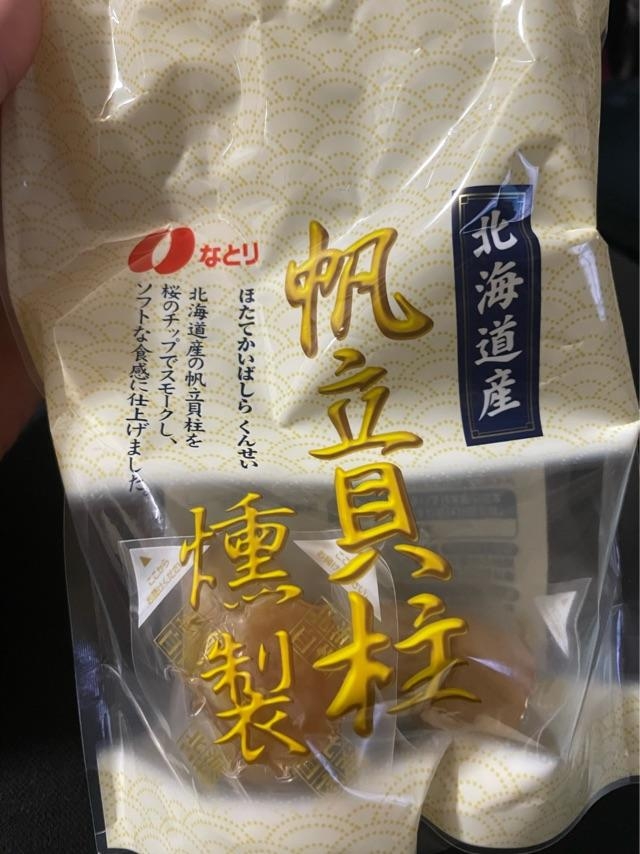 北海道産
帆立貝柱
燻製
なとり
ほたてかいばしら くんせい
北海道産の帆立貝柱を
桜のチップでスモークし、
ソフトな食感に仕上げました。